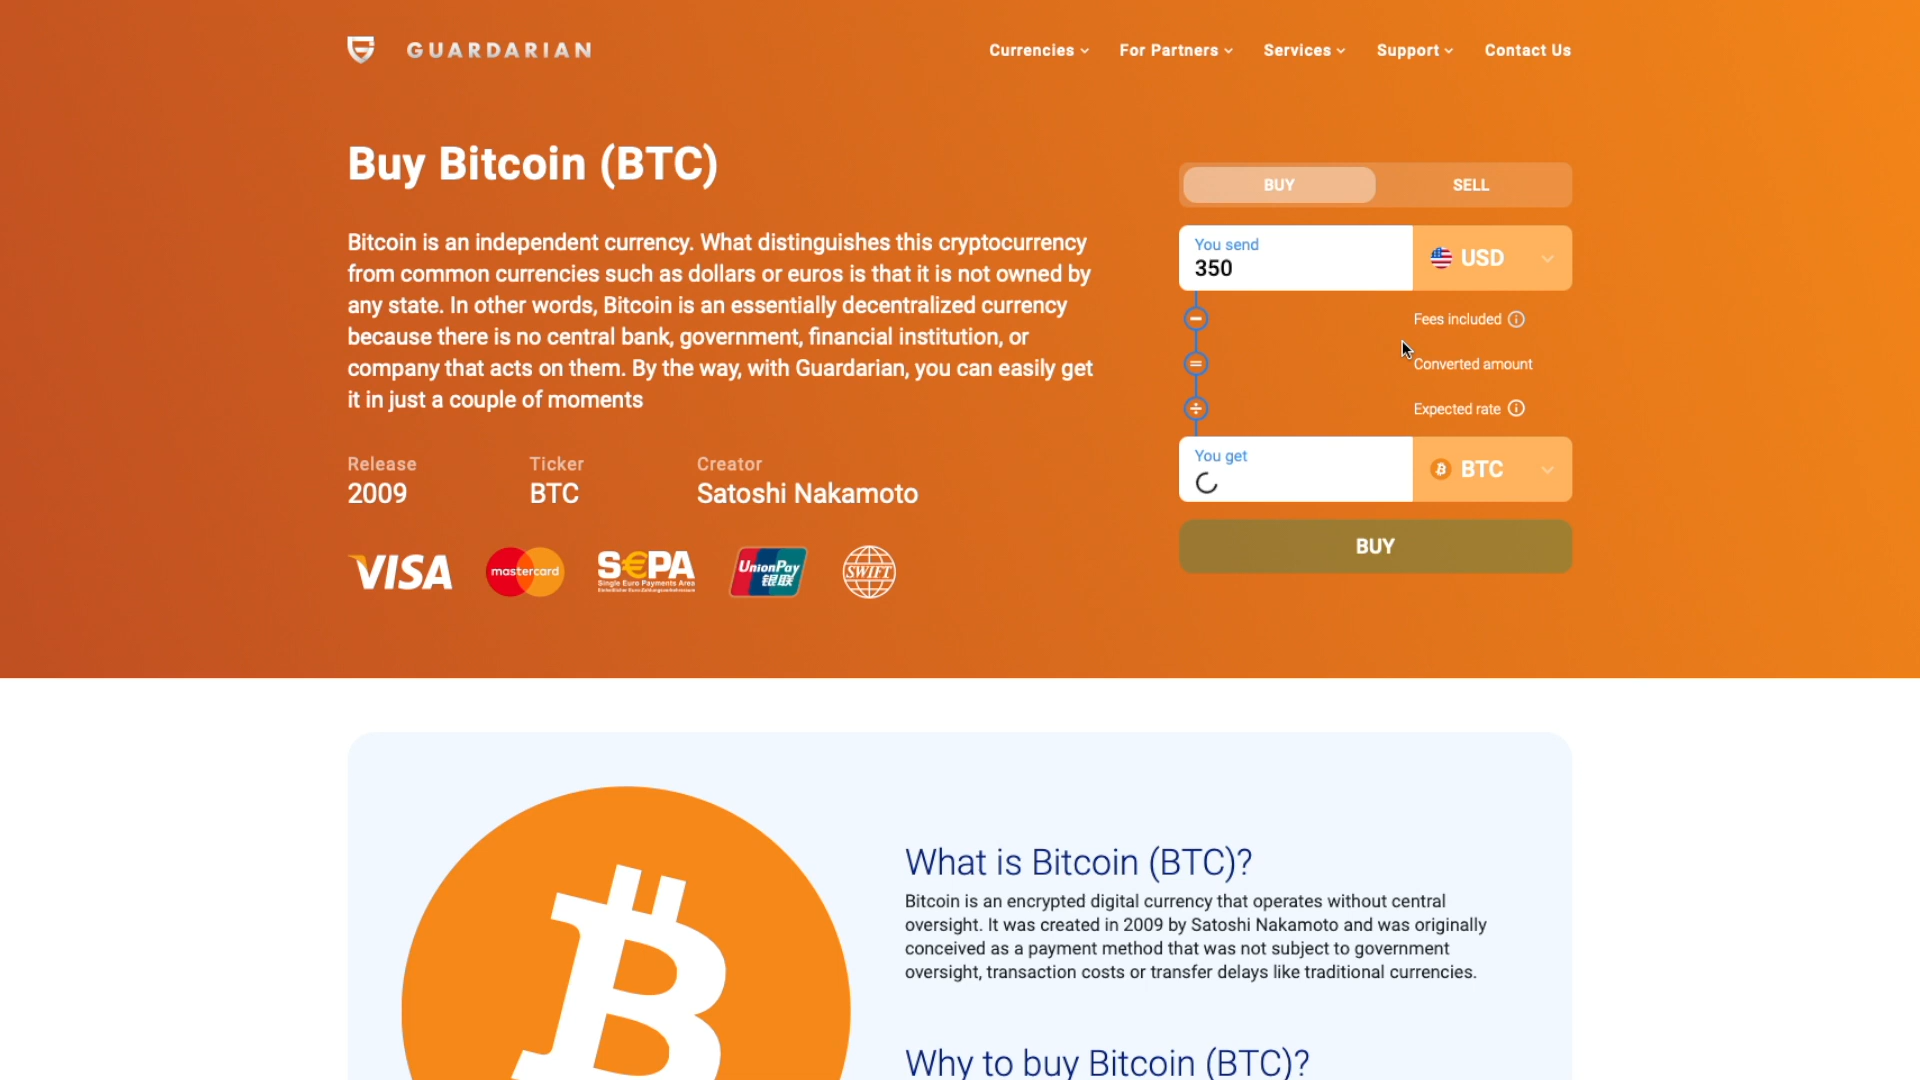 GUARDARIAN
Currencies
For Partners
Services
Support
Contact Us
Buy Bitcoin (BTC)
Bitcoin is an independent currency. What distinguishes this cryptocurrency
from common currencies such as dollars or euros is that it is not owned by
any state. In other words, Bitcoin is an essentially decentralized currency
because there is no central bank, government, financial institution, or
company that acts on them. By the way, with Guardarian, you can easily get
it in just a couple of moments
Release
2009
Ticker
BTC
Creator
Satoshi Nakamoto
VISA
mastercard
S€PA
Single Euro Payments Area
UnionPay
银联
SWIFT
BUY
SELL
You send
350
USD
Fees included
Converted amount
Expected rate
You get
BTC
BUY
What is Bitcoin (BTC)?
Bitcoin is an encrypted digital currency that operates without central
oversight. It was created in 2009 by Satoshi Nakamoto and was originally
conceived as a payment method that was not subject to government
oversight, transaction costs or transfer delays like traditional currencies.
Why to buy Bitcoin (BTC)?